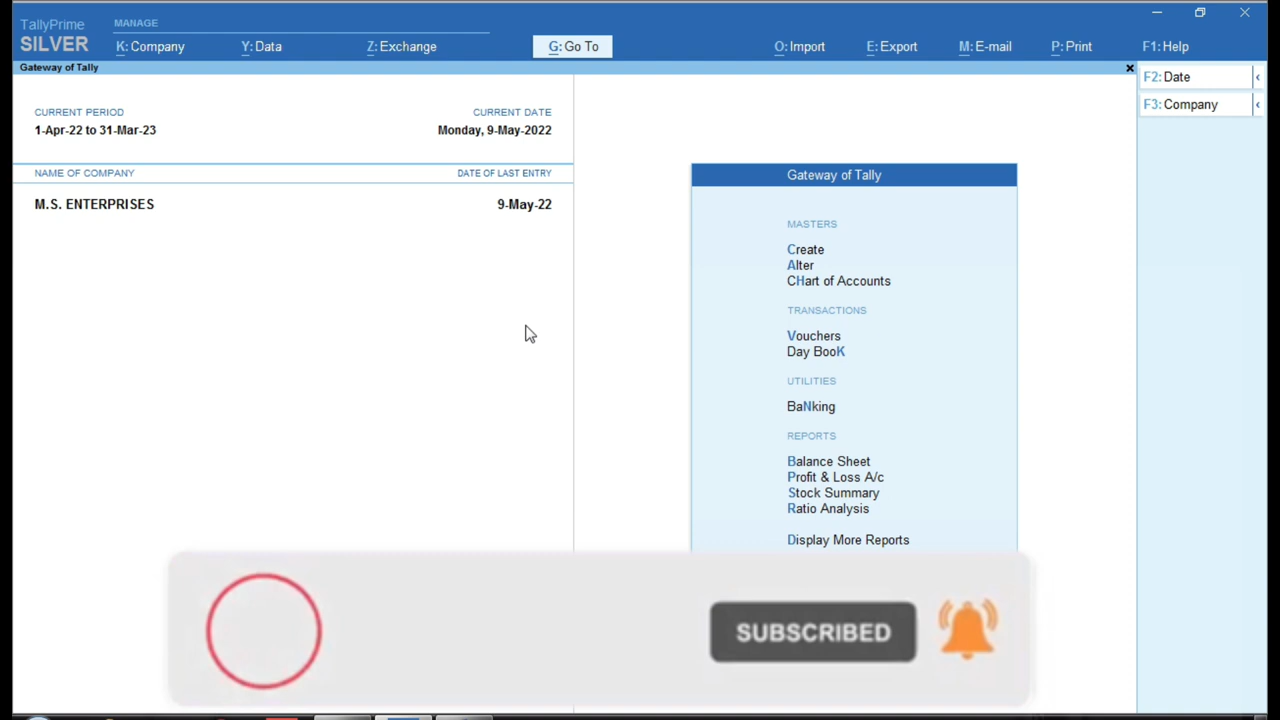 TallyPrime
SILVER
MANAGE
K: Company
Y: Data
Z: Exchange
G: Go To
O: Import
E: Export
M: E-mail
P: Print
F1: Help
Gateway of Tally
F2: Date
F3: Company
CURRENT PERIOD
CURRENT DATE
1-Apr-22 to 31-Mar-23
Monday, 9-May-2022
NAME OF COMPANY
DATE OF LAST ENTRY
M.S. ENTERPRISES
9-May-22
Gateway of Tally
MASTERS
Create
Alter
CHart of Accounts
TRANSACTIONS
Vouchers
Day BooK
UTILITIES
BaNking
REPORTS
Balance Sheet
Profit & Loss A/c
Stock Summary
Ratio Analysis
Display More Reports
SUBSCRIBED